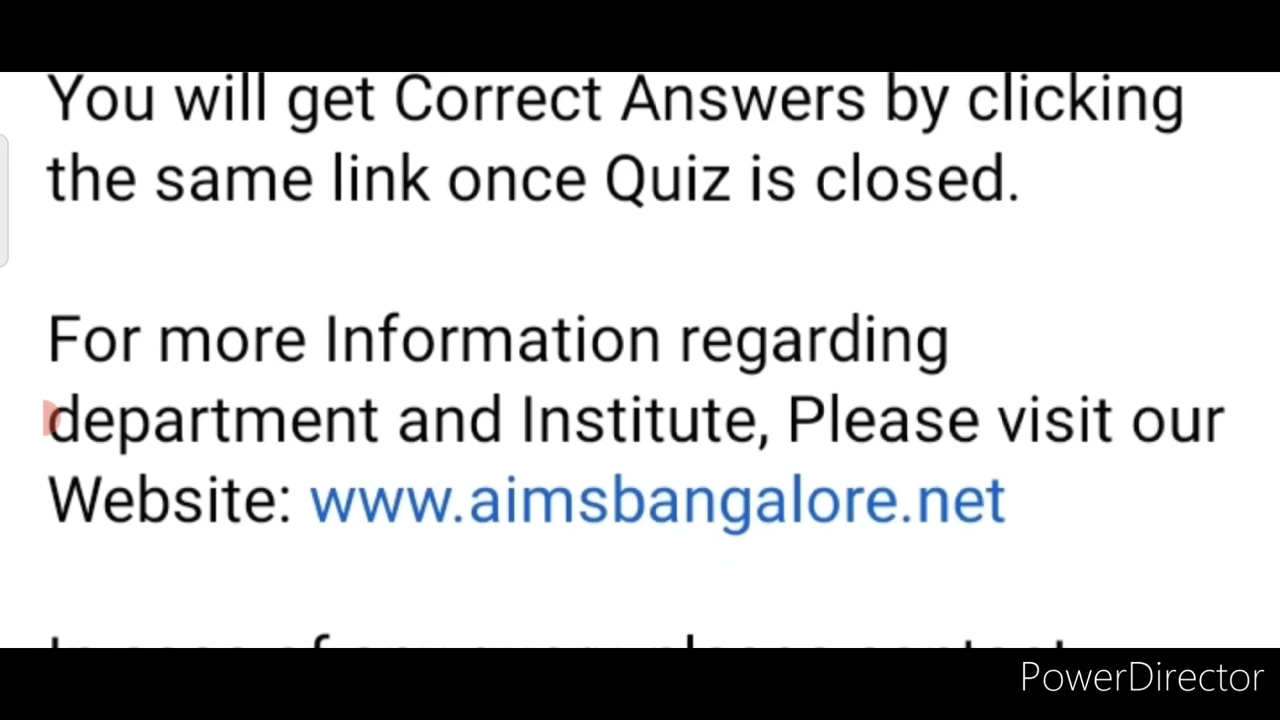 You will get Correct Answers by clicking
the same link once Quiz is closed.
For more Information regarding
department and Institute, Please visit our
Website: www.aimsbangalore.net
PowerDirector